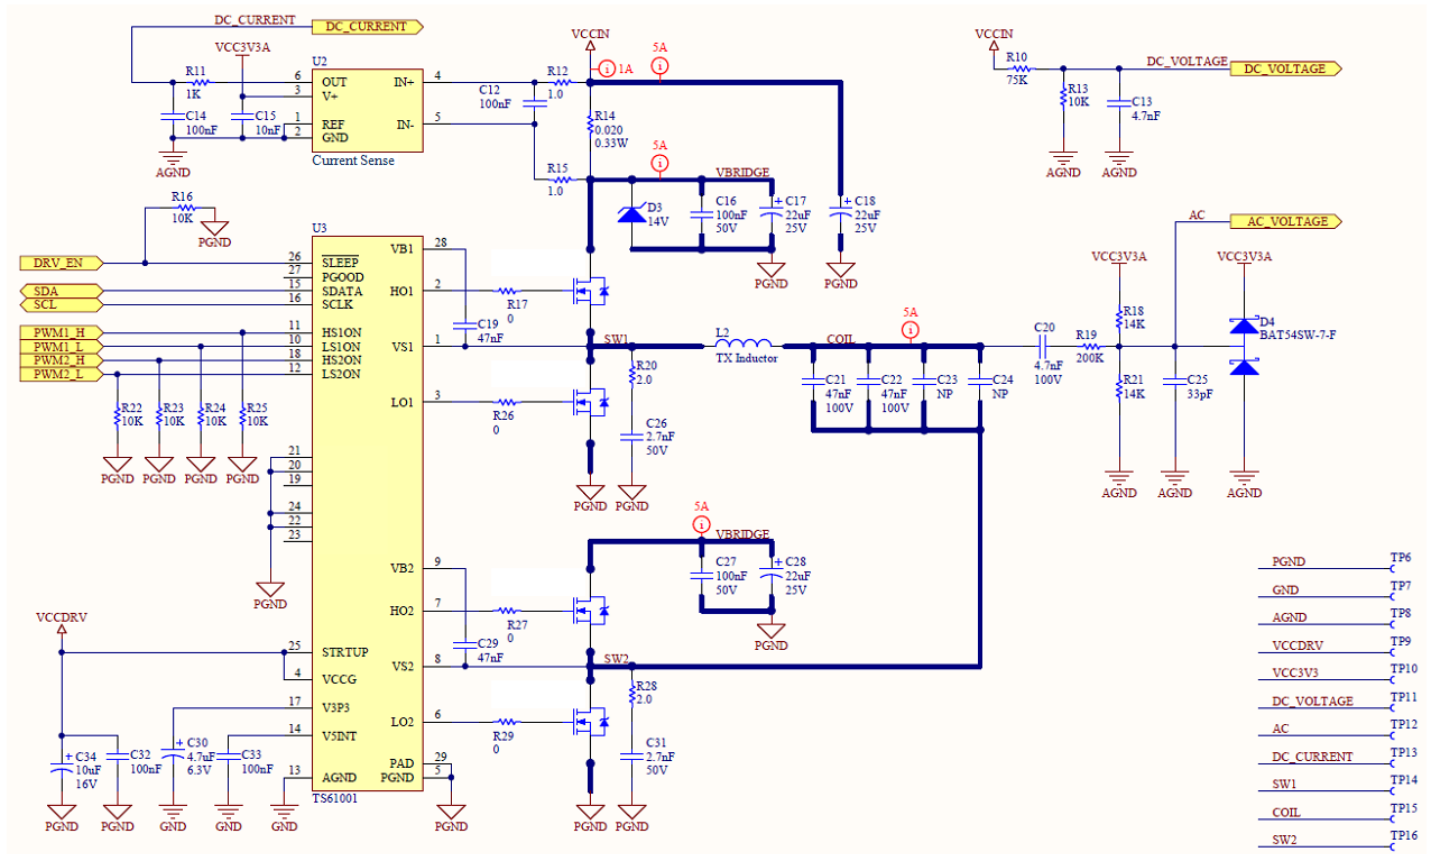 DC_CURRENT
DC_CURRENT
VCC3V3A
R11
1K
C14
100nF
C15
10nF
AGND
U2
6
3
1
2
OUT
V+
REF
GND
IN+
IN-
4
5
Current Sense
C12
100nF
R12
1.0
R15
1.0
VCCIN
1A
5A
R14
0.020
0.33W
5A
VBRIDGE
D3
14V
C16
100nF
50V
C17
22uF
25V
C18
22uF
25V
PGND
PGND
VCCIN
R10
75K
R13
10K
C13
4.7nF
DC_VOLTAGE
DC_VOLTAGE
AGND
AGND
R16
10K
PGND
DRV_EN
SDA
SCL
PWM1_H
PWM1_L
PWM2_H
PWM2_L
R22
10K
R23
10K
R24
10K
R25
10K
PGND
PGND
PGND
PGND
U3
26
27
15
16
11
10
18
12
21
20
19
24
22
23
25
4
17
14
13
SLEEP
PGOOD
SDATA
SCLK
HS1ON
LS1ON
HS2ON
LS2ON
STRTUP
VCCG
V3P3
V5INT
AGND
VB1
HO1
VS1
LO1
VB2
HO2
VS2
LO2
PAD
PGND
28
2
1
3
9
7
8
6
29
5
TS61001
PGND
PGND
R17
0
C19
47nF
SW1
R26
0
R20
2.0
C26
2.7nF
50V
PGND
PGND
L2
TX Inductor
COIL
5A
C21
47nF
100V
C22
47nF
100V
C23
NP
C24
NP
C20
4.7nF
100V
R19
200K
VCC3V3A
R18
14K
R21
14K
AC
AC_VOLTAGE
VCC3V3A
D4
BAT54SW-7-F
C25
33pF
AGND
AGND
AGND
5A
VBRIDGE
C27
100nF
50V
C28
22uF
25V
PGND
R27
0
C29
47nF
SW2
R29
0
R28
2.0
C31
2.7nF
50V
PGND
PGND
VCCDRV
C34
10uF
16V
C32
100nF
C30
4.7uF
6.3V
C33
100nF
PGND
PGND
GND
GND
GND
PGND TP6
GND TP7
AGND TP8
VCCDRV TP9
VCC3V3 TP10
DC_VOLTAGE TP11
AC TP12
DC_CURRENT TP13
SW1 TP14
COIL TP15
SW2 TP16